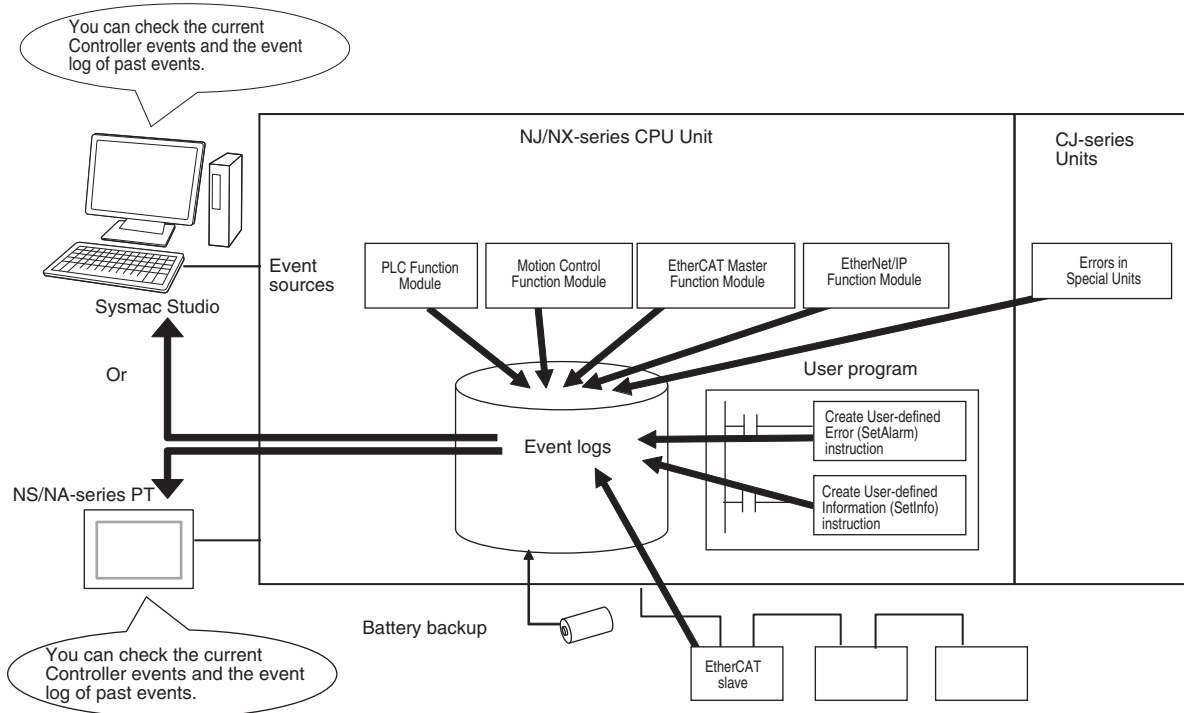 You can check the current
Controller events and the event
log of past events.
NJ/NX-series CPU Unit
CJ-series
Units
Event
sources
PLC Function
Module
Motion Control
Function Module
EtherCAT Master
Function Module
EtherNet/IP
Function Module
Errors in
Special Units
Sysmac Studio
Or
User program
Create User-defined
Error (SetAlarm)
instruction
Event logs
NS/NA-series PT
Create User-defined
Information (SetInfo)
instruction
Battery backup
You can check the current
Controller events and the event
log of past events.
EtherCAT
slave